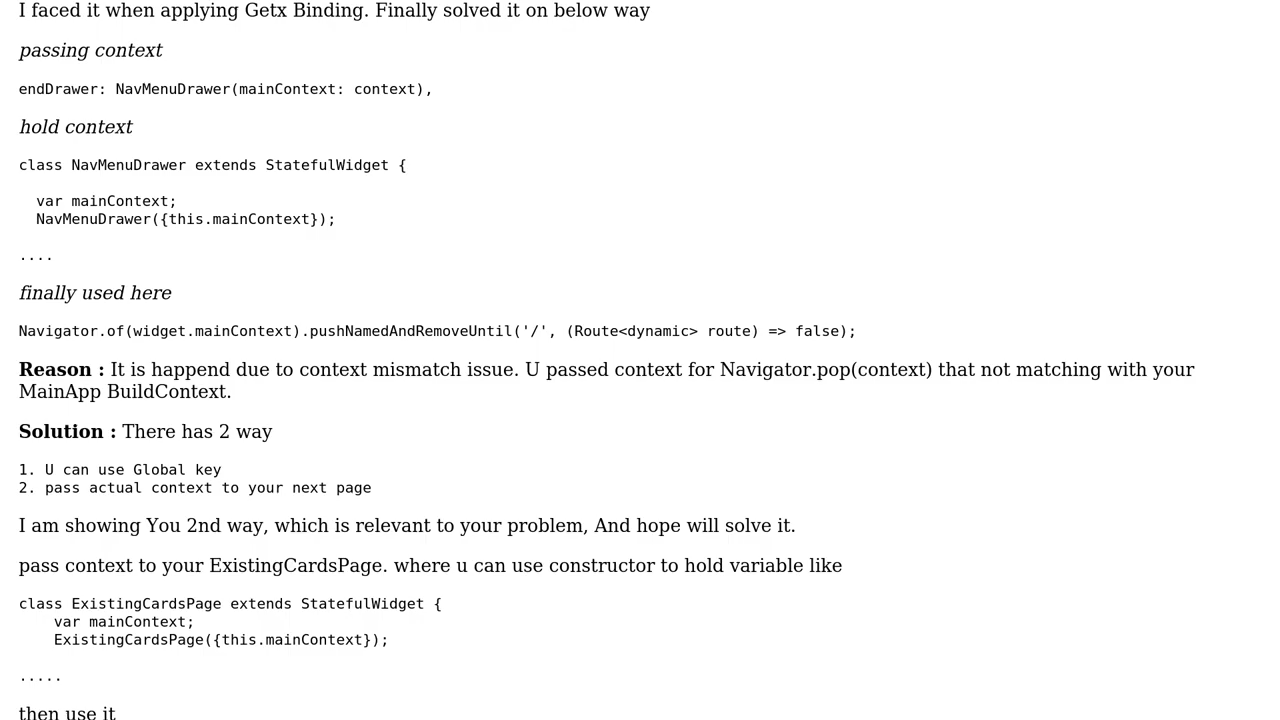 I faced it when applying Getx Binding. Finally solved it on below way
passing context
endDrawer: NavMenuDrawer(mainContext: context),
hold context
class NavMenuDrawer extends StatefulWidget {
  var mainContext;
  NavMenuDrawer({this.mainContext});
....
finally used here
Navigator.of(widget.mainContext).pushNamedAndRemoveUntil('/', (Route<dynamic> route) => false);
Reason : It is happend due to context mismatch issue. U passed context for Navigator.pop(context) that not matching with your
MainApp BuildContext.
Solution : There has 2 way
1. U can use Global key
2. pass actual context to your next page
I am showing You 2nd way, which is relevant to your problem, And hope will solve it.
pass context to your ExistingCardsPage. where u can use constructor to hold variable like
class ExistingCardsPage extends StatefulWidget {
    var mainContext;
    ExistingCardsPage({this.mainContext});
.....
then use it